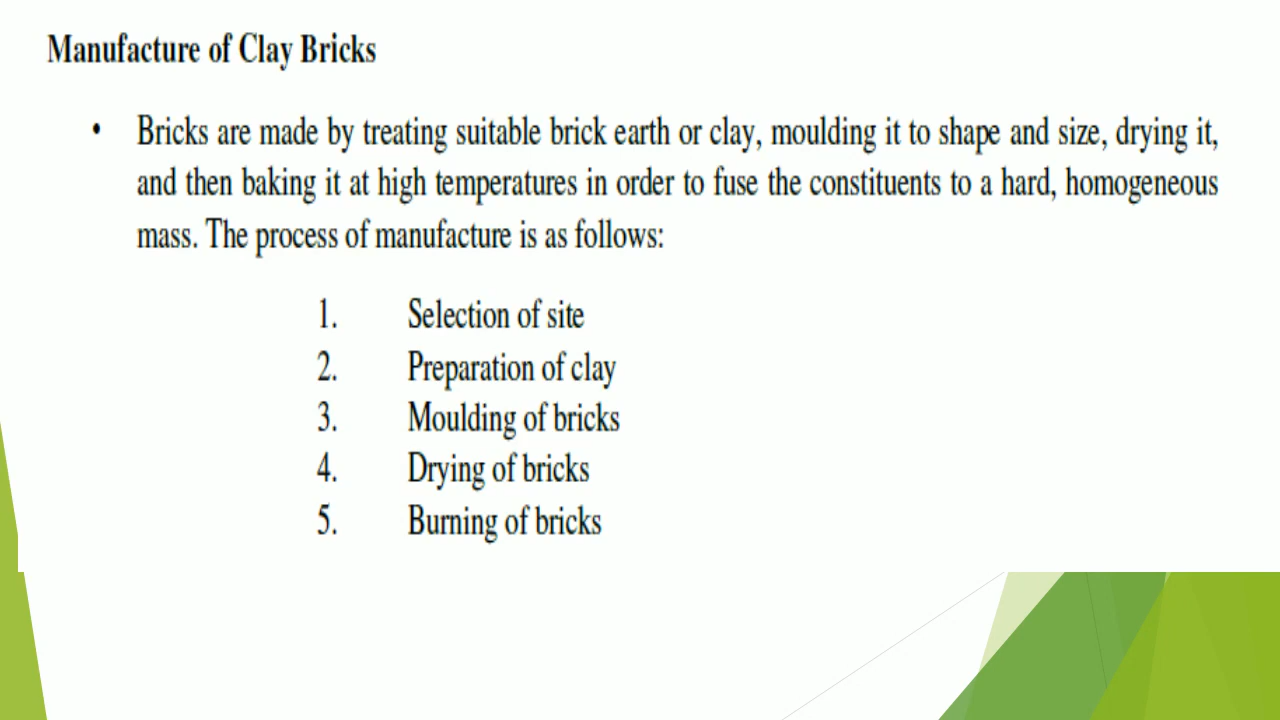 Manufacture of Clay Bricks
• Bricks are made by treating suitable brick earth or clay, moulding it to shape and size, drying it,
and then baking it at high temperatures in order to fuse the constituents to a hard, homogeneous
mass. The process of manufacture is as follows:
1. Selection of site
2. Preparation of clay
3. Moulding of bricks
4. Drying of bricks
5. Burning of bricks